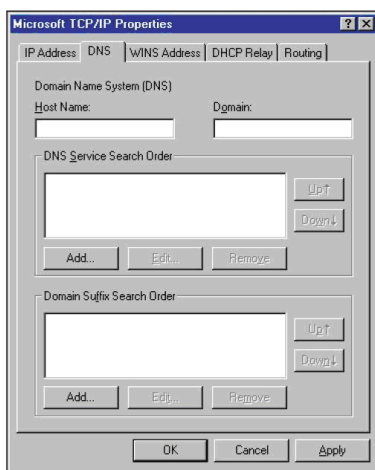 Microsoft TCP/IP Properties ? X
IP Address DNS WINS Address DHCP Relay Routing
Domain Name System (DNS)
Host Name: Domain:
DNS Service Search Order
Up↑
Down↓
Add... Edit... Remove
Domain Suffix Search Order
Up↑
Down↓
Add... Edit... Remove
OK Cancel Apply